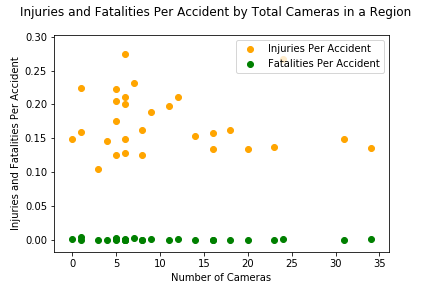 Injuries and Fatalities Per Accident by Total Cameras in a Region
0.30
0.25
0.20
0.15
0.10
0.05
0.00
Injuries and Fatalities Per Accident
Injuries Per Accident
Fatalities Per Accident
0 5 10 15 20 25 30 35
Number of Cameras